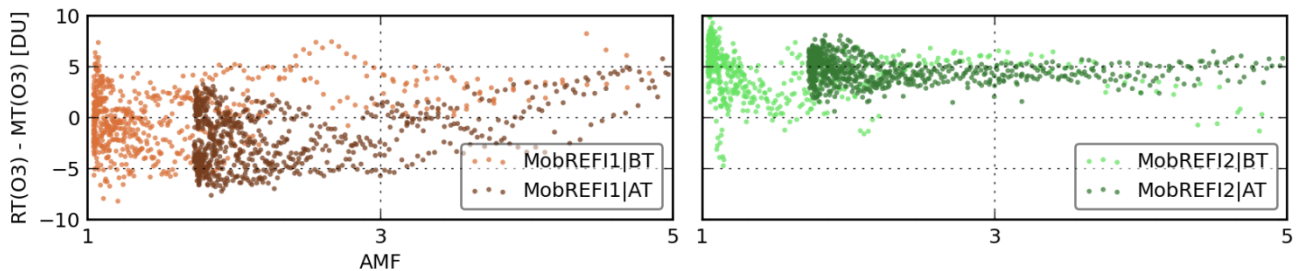 RT(O3) - MT(O3) [DU]
10
5
0
−5
−10
MobREFI1|BT
MobREFI1|AT
1
3
5
AMF
MobREFI2|BT
MobREFI2|AT
1
3
5